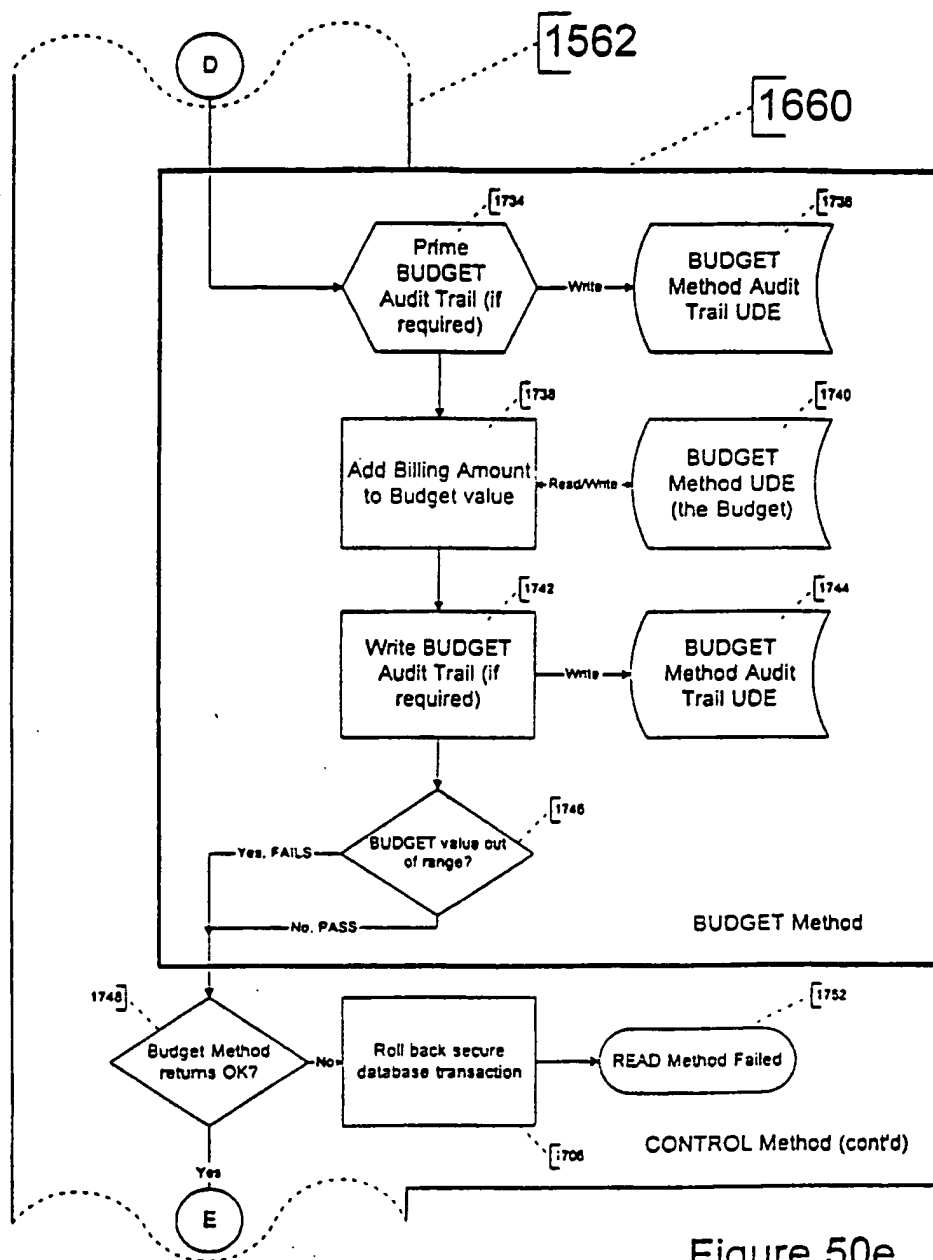 D
1562
1660
1734
Prime
BUDGET
Audit Trail (if
required)
Write
1736
BUDGET
Method Audit
Trail UDE
1738
Add Billing Amount
to Budget value
Read/Write
1740
BUDGET
Method UDE
(the Budget)
1742
Write BUDGET
Audit Trail (if
required)
Write
1744
BUDGET
Method Audit
Trail UDE
1746
BUDGET value out
of range?
Yes, FAILS
No, PASS
BUDGET Method
1748
Budget Method
returns OK?
No
Roll back secure
database transaction
1752
READ Method Failed
1706
CONTROL Method (cont'd)
Yes
E
Figure 50e